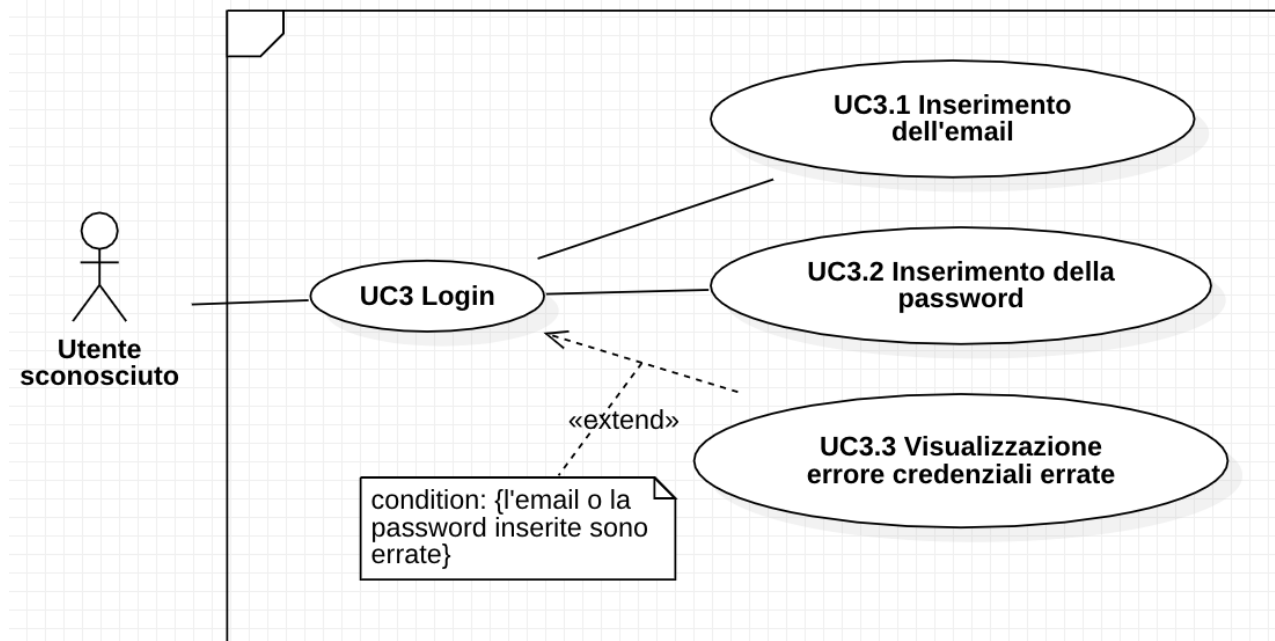 UC3.1 Inserimento
dell'email
UC3.2 Inserimento della
password
UC3 Login
Utente
sconosciuto
«extend»
UC3.3 Visualizzazione
errore credenziali errate
condition: {l'email o la
password inserite sono
errate}